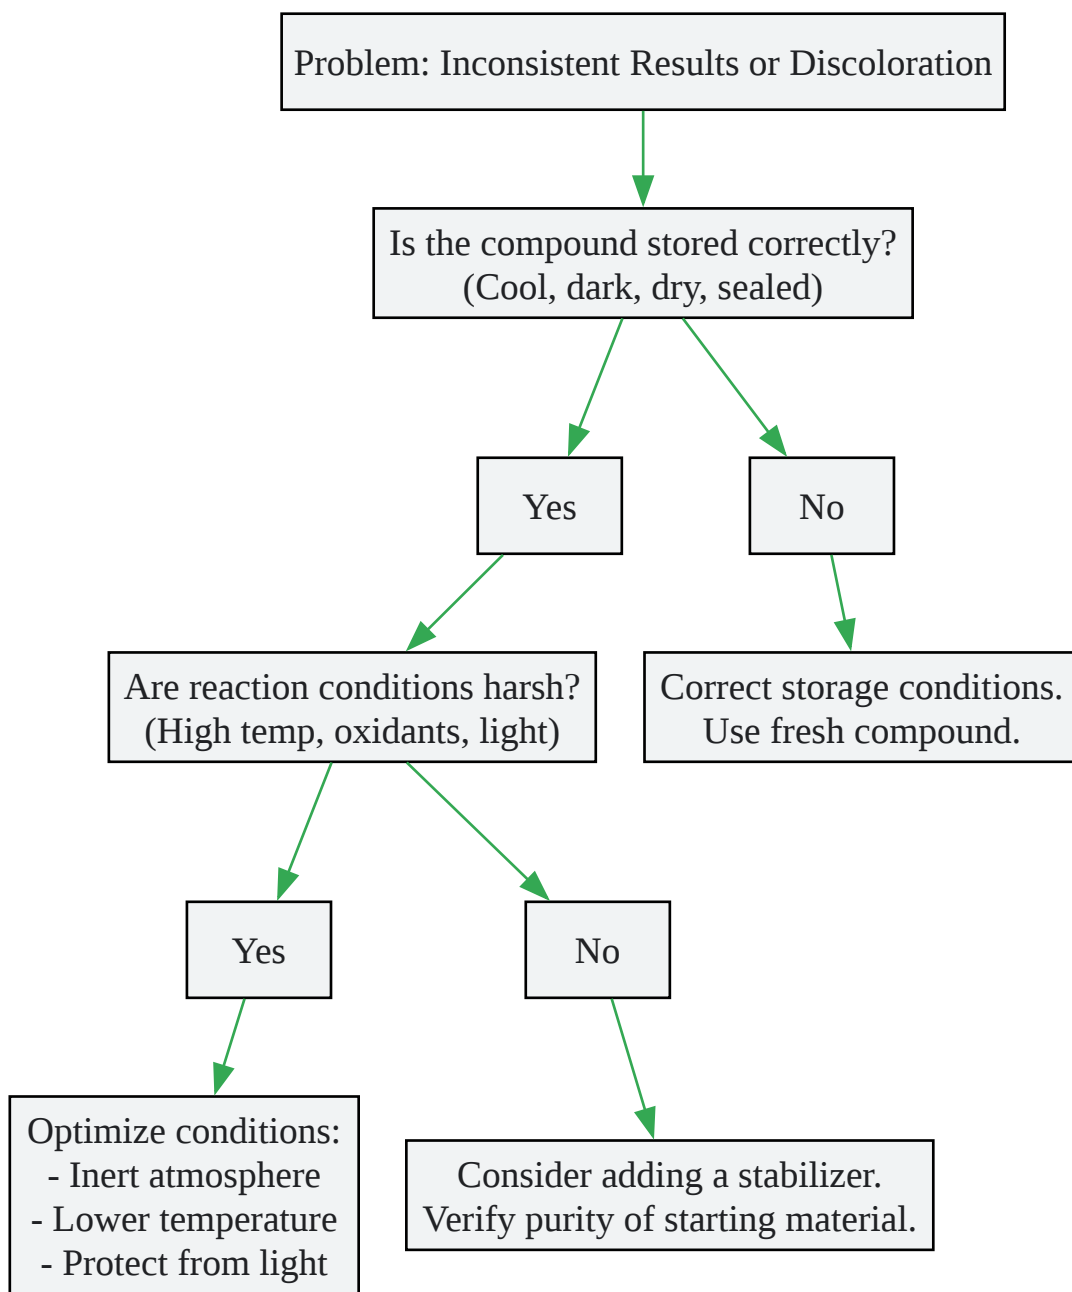 Problem: Inconsistent Results or Discoloration
Is the compound stored correctly?
(Cool, dark, dry, sealed)
Yes
No
Are reaction conditions harsh?
(High temp, oxidants, light)
Correct storage conditions.
Use fresh compound.
Yes
No
Optimize conditions:
- Inert atmosphere
- Lower temperature
- Protect from light
Consider adding a stabilizer.
Verify purity of starting material.